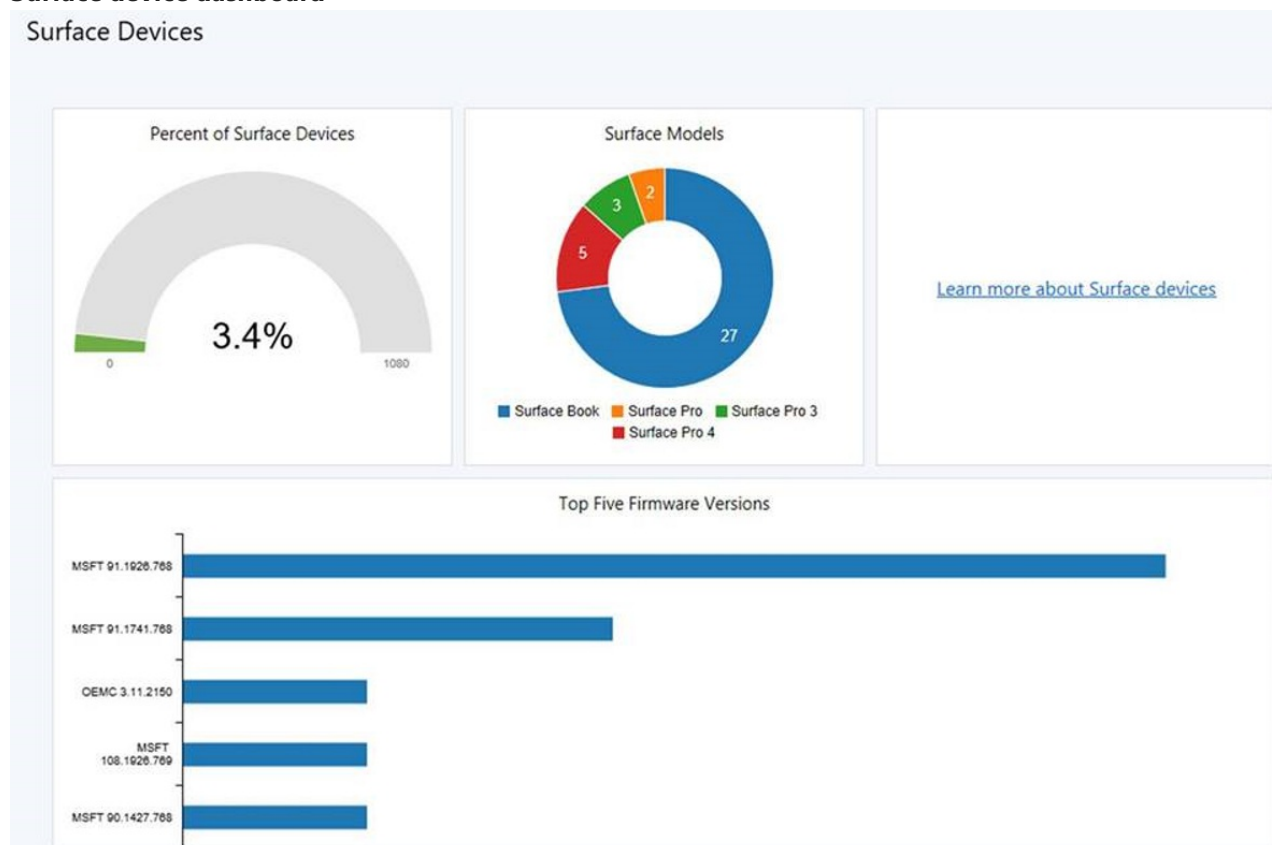 Surface Devices
Percent of Surface Devices
3.4%
0
1080
Surface Models
2
3
5
27
Surface Book
Surface Pro
Surface Pro 3
Surface Pro 4
Learn more about Surface devices
Top Five Firmware Versions
MSFT 91.1926.768
MSFT 91.1741.768
OEMC 3.11.2150
MSFT
108.1926.769
MSFT 90.1427.768